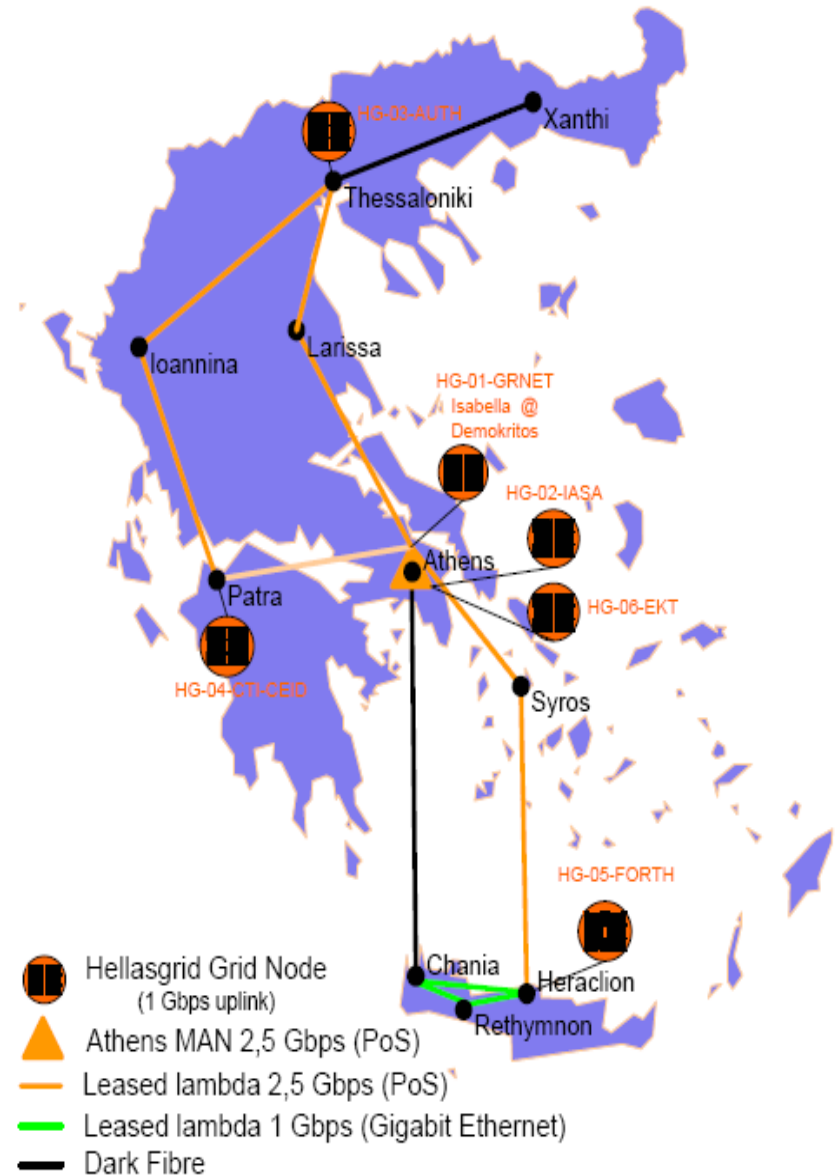 HG-03-AUTH
Xanthi
Thessaloniki
Larissa
Ioannina
HG-01-GRNET
Isabella @
Demokritos
HG-02-IASA
Athens
HG-06-EKT
Patra
HG-04-CTI-CEID
Syros
HG-05-FORTH
Chania
Heraclion
Rethymnon
Hellasgrid Grid Node
(1 Gbps uplink)
Athens MAN 2,5 Gbps (PoS)
Leased lambda 2,5 Gbps (PoS)
Leased lambda 1 Gbps (Gigabit Ethernet)
Dark Fibre